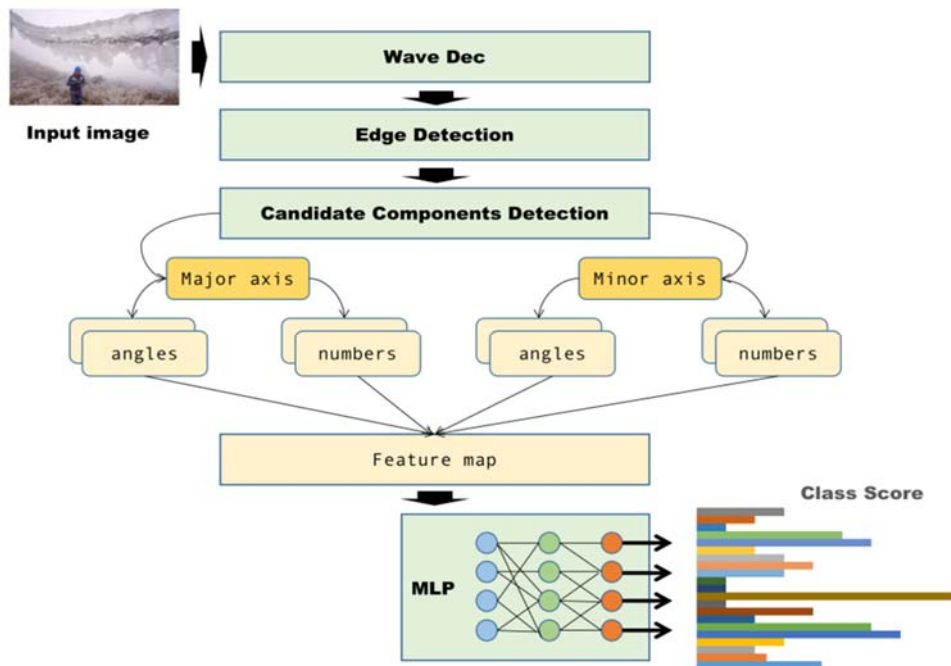 Wave Dec
Input image
Edge Detection
Candidate Components Detection
Major axis
Minor axis
angles
numbers
angles
numbers
Feature map
Class Score
MLP